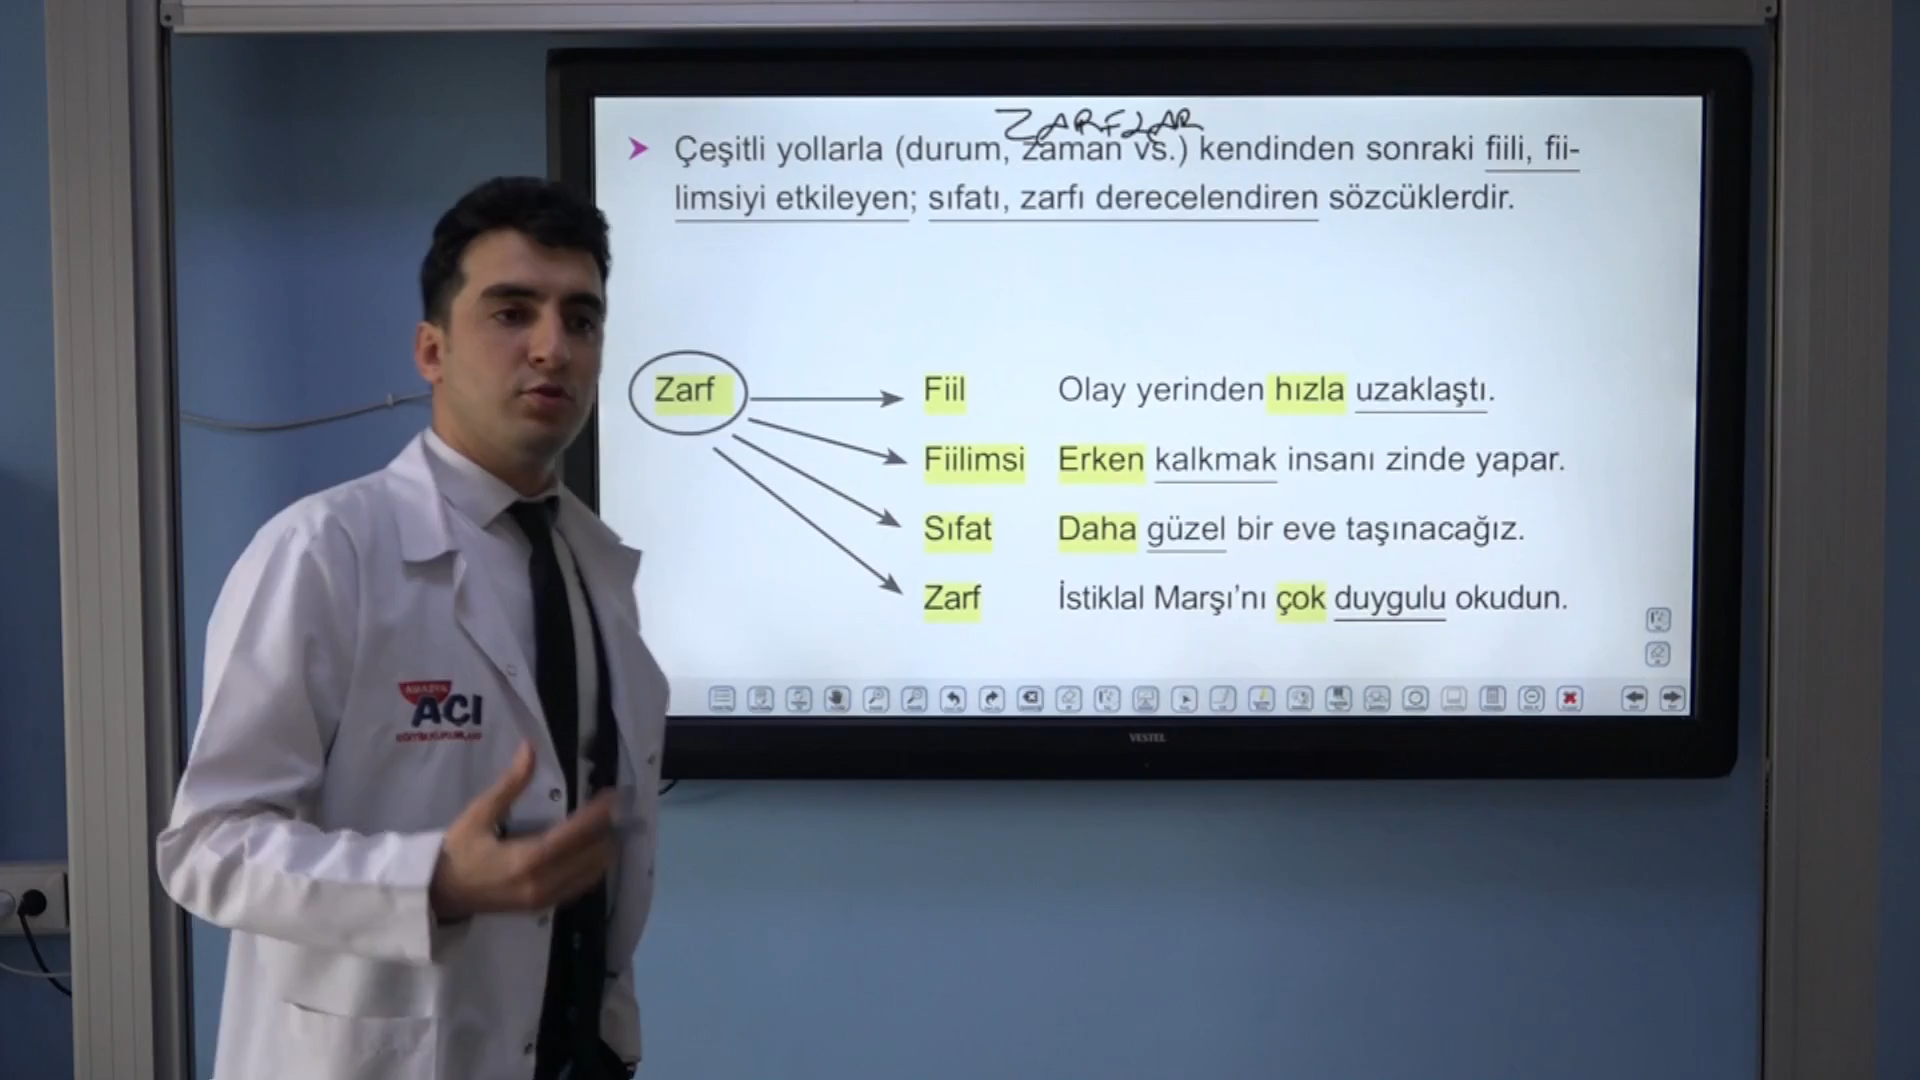 ZARFLAR
Çeşitli yollarla (durum, zaman vs.) kendinden sonraki fiili, fii-
limsiyi etkileyen; sıfatı, zarfı derecelendiren sözcüklerdir.
Zarf
Fiil Olay yerinden hızla uzaklaştı.
Fiilimsi Erken kalkmak insanı zinde yapar.
Sıfat Daha güzel bir eve taşınacağız.
Zarf İstiklal Marşı'nı çok duygulu okudun.
AMASYA
AÇI
VESTEL